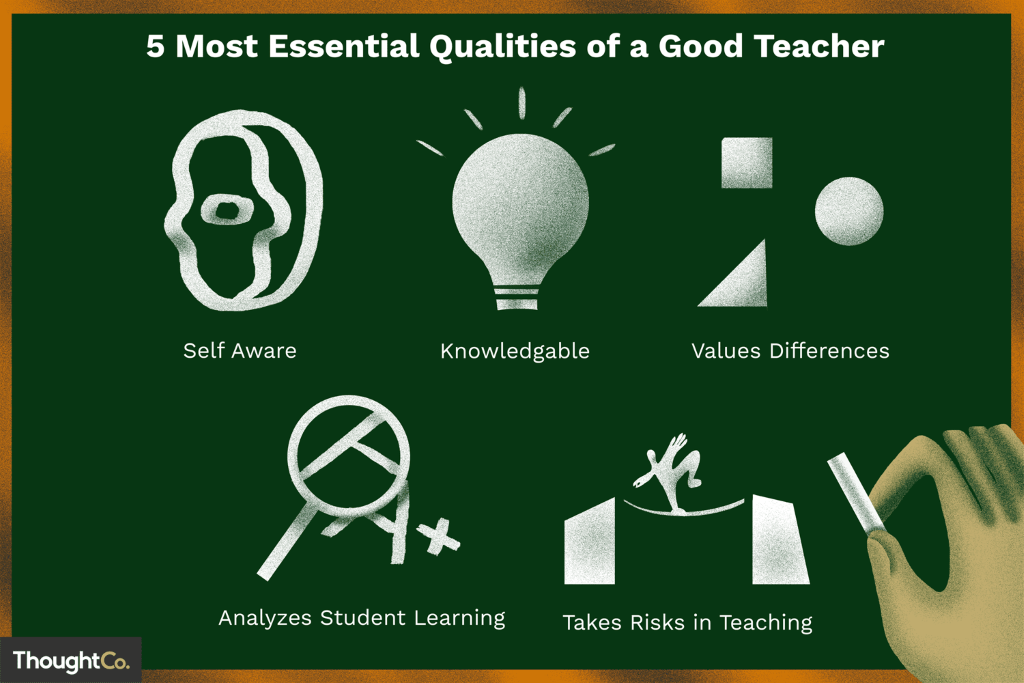 5 Most Essential Qualities of a Good Teacher
Self Aware
Knowledgable
Values Differences
A+
Analyzes Student Learning
Takes Risks in Teaching
ThoughtCo.